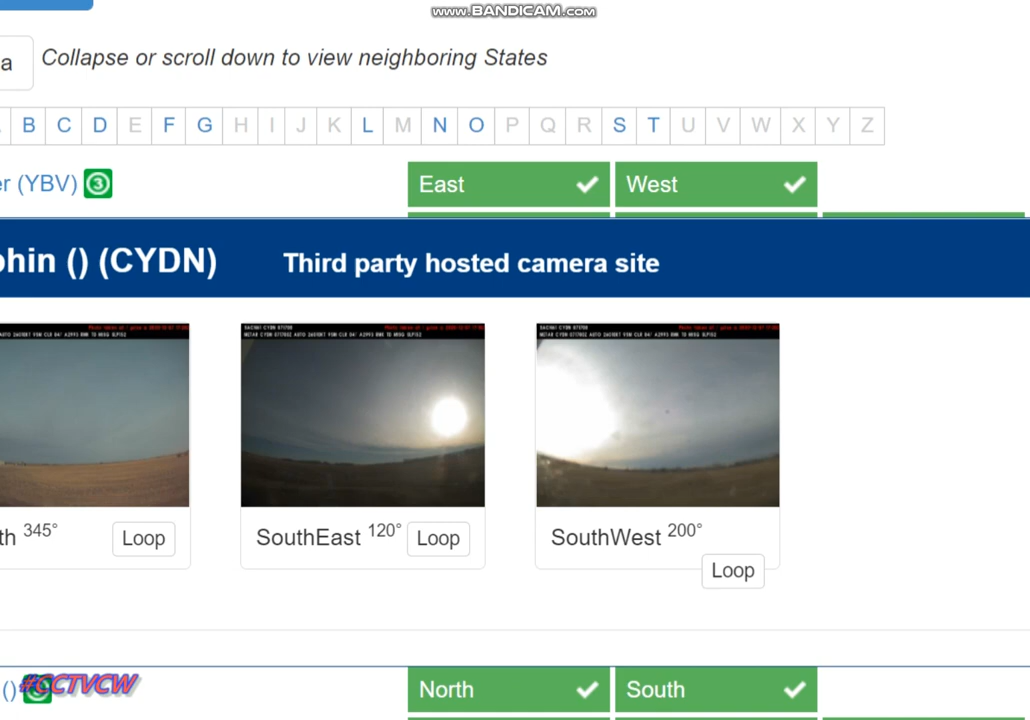 www.BANDICAM.com
a Collapse or scroll down to view neighboring States
B C D E F G H I J K L M N O P Q R S T U V W X Y Z
er (YBV) 3 East West
phin () (CYDN) Third party hosted camera site
th 345° Loop SouthEast 120° Loop SouthWest 200° Loop
() #CCTVCW North South